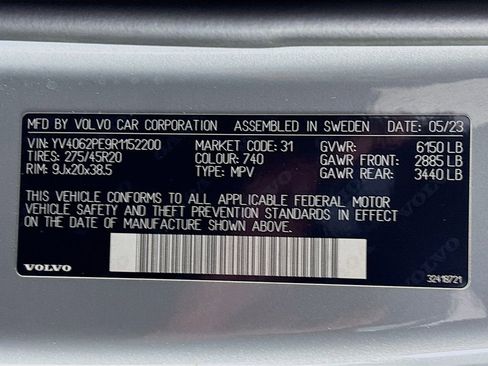 MFD BY VOLVO CAR CORPORATION ASSEMBLED IN SWEDEN DATE: 05/23
VIN: YV4062PE9R1152200 MARKET CODE: 31 GVWR: 6150 LB
TIRES: 275/45R20 COLOUR: 740 GAWR FRONT: 2885 LB
RIM: 9Jx20x38.5 TYPE: MPV GAWR REAR: 3440 LB
THIS VEHICLE CONFORMS TO ALL APPLICABLE FEDERAL MOTOR
VEHICLE SAFETY AND THEFT PREVENTION STANDARDS IN EFFECT
ON THE DATE OF MANUFACTURE SHOWN ABOVE.
VOLVO 32418721